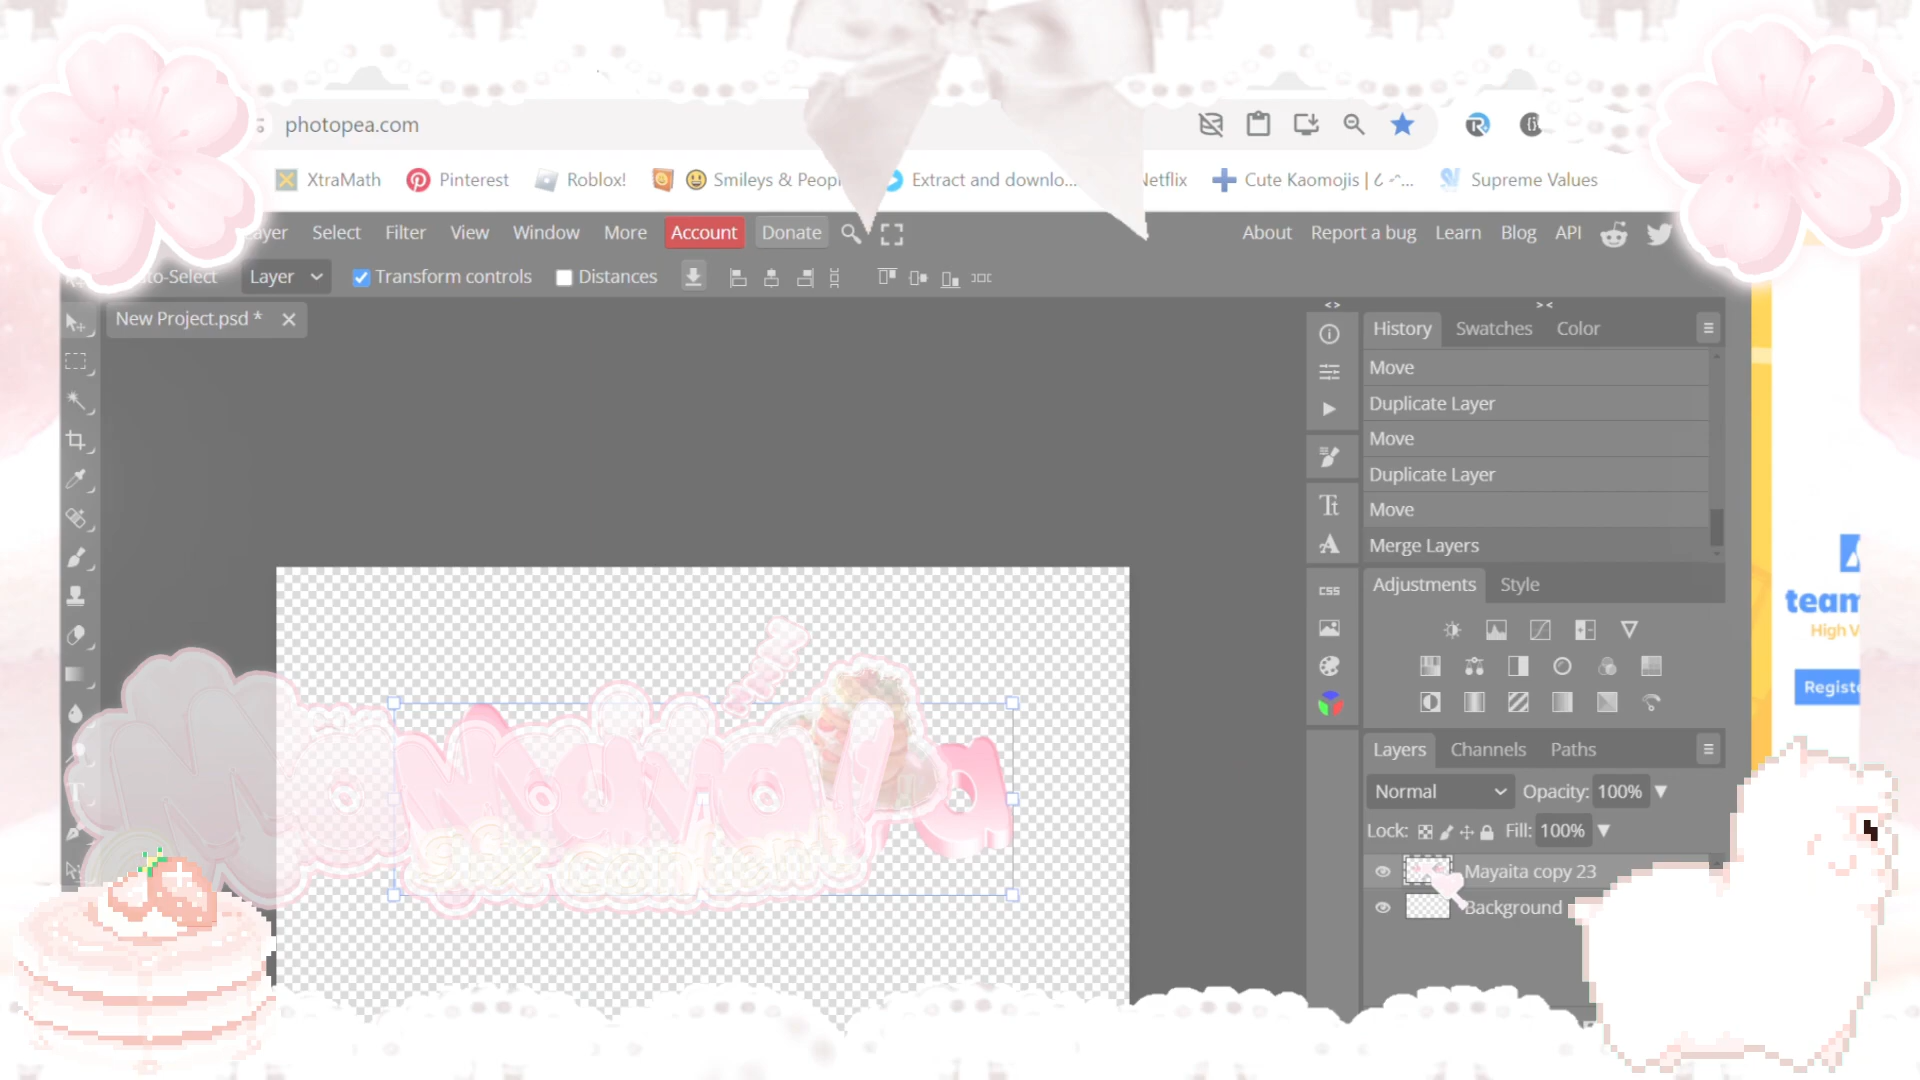 photopea.com
XtraMath Pinterest Roblox! Smileys & Peopl Extract and downlo... Netflix Cute Kaomojis | Supreme Values
ayer Select Filter View Window More Account Donate About Report a bug Learn Blog API
to-Select Layer Transform controls Distances
New Project.psd *
History Swatches Color
Move
Duplicate Layer
Move
Duplicate Layer
Move
Merge Layers
CSS
Adjustments Style
team
High V
Registe
Layers Channels Paths
Normal Opacity: 100%
Lock: Fill: 100%
Mayaita copy 23
Background